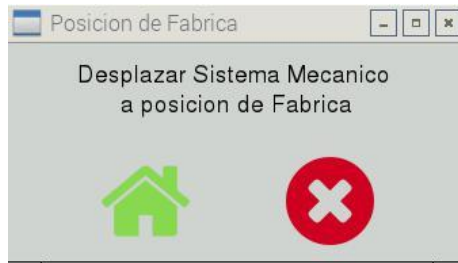 Posicion de Fabrica
Desplazar Sistema Mecanico
a posicion de Fabrica